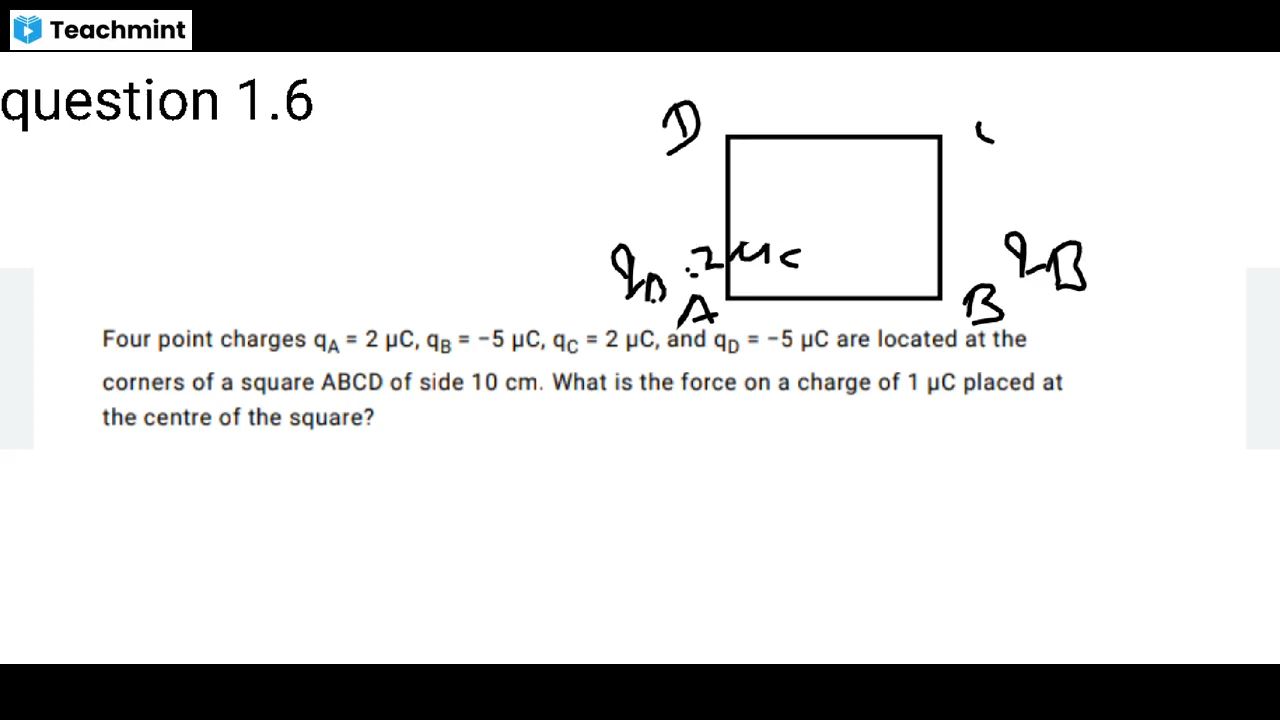 Teachmint
question 1.6
D
2 μc
qB
A
B
Four point charges qA = 2 μC, qB = −5 μC, qC = 2 μC, and qD = −5 μC are located at the
corners of a square ABCD of side 10 cm. What is the force on a charge of 1 μC placed at
the centre of the square?